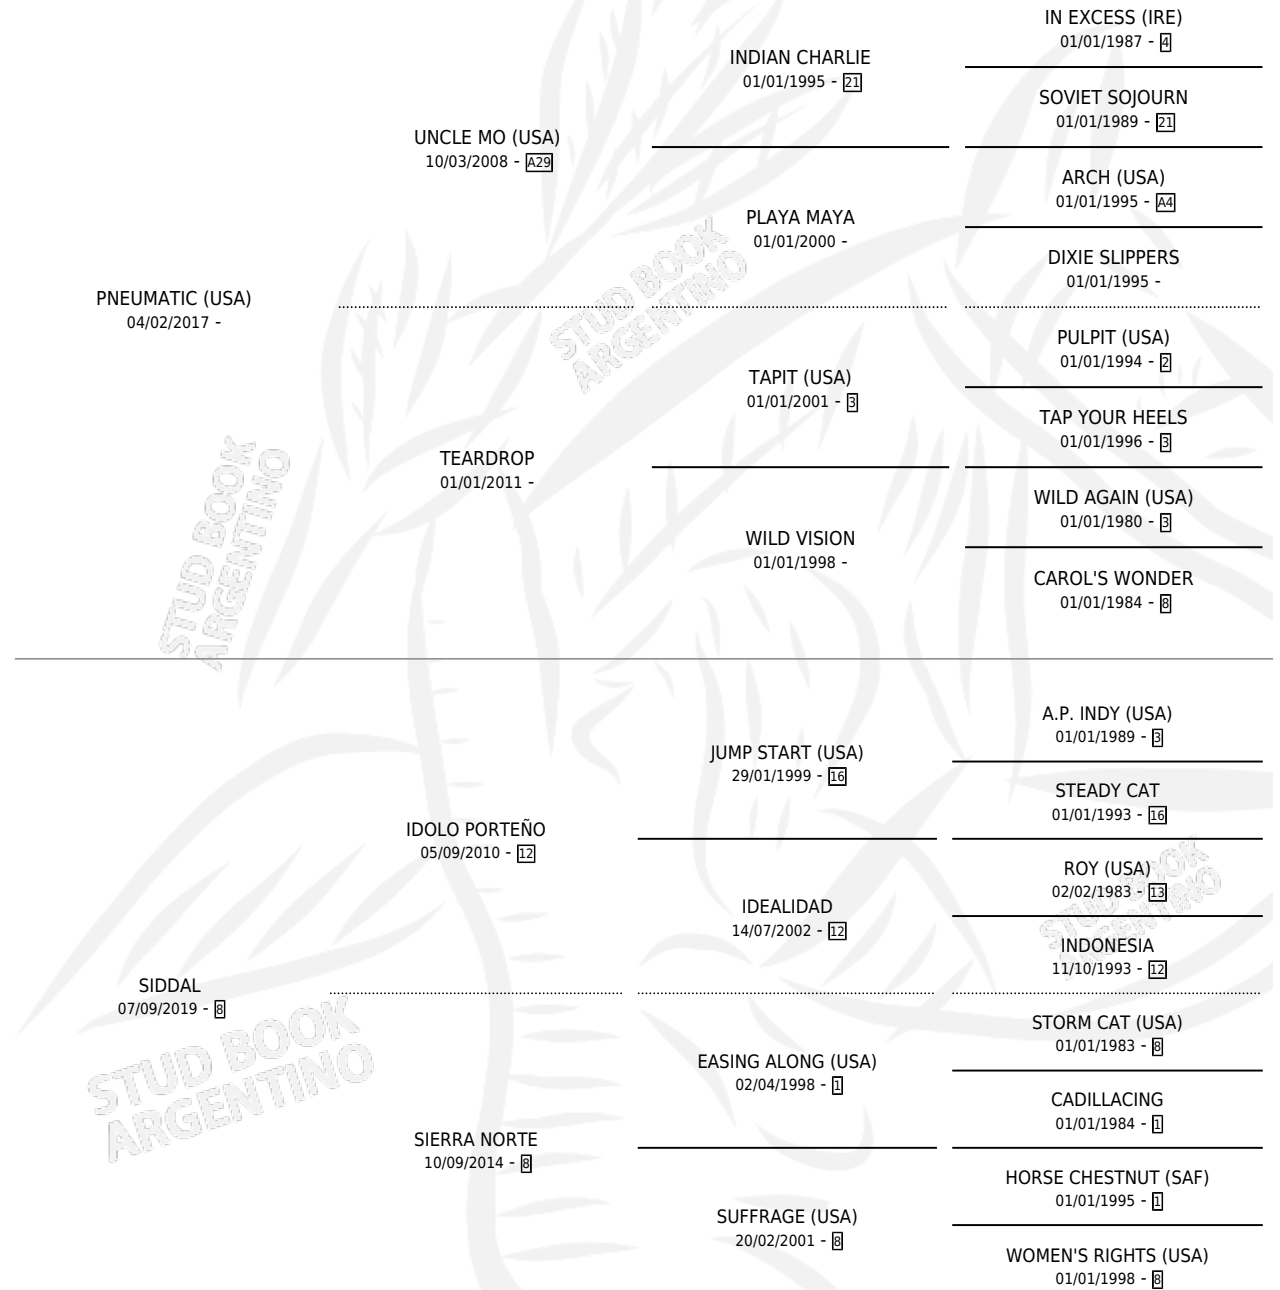 IN EXCESS (IRE)
01/01/1987 - 4
INDIAN CHARLIE
01/01/1995 - 21
SOVIET SOJOURN
01/01/1989 - 21
UNCLE MO (USA)
10/03/2008 - A29
ARCH (USA)
01/01/1995 - A4
PLAYA MAYA
01/01/2000 -
DIXIE SLIPPERS
01/01/1995 -
PNEUMATIC (USA)
04/02/2017 -
PULPIT (USA)
01/01/1994 - 2
TAPIT (USA)
01/01/2001 - 3
TAP YOUR HEELS
01/01/1996 - 3
TEARDROP
01/01/2011 -
WILD AGAIN (USA)
01/01/1980 - 3
WILD VISION
01/01/1998 -
CAROL'S WONDER
01/01/1984 - 8
A.P. INDY (USA)
01/01/1989 - 3
JUMP START (USA)
29/01/1999 - 16
STEADY CAT
01/01/1993 - 16
IDOLO PORTEÑO
05/09/2010 - 12
ROY (USA)
02/02/1983 - 13
IDEALIDAD
14/07/2002 - 12
INDONESIA
11/10/1993 - 12
SIDDAL
07/09/2019 - 8
STORM CAT (USA)
01/01/1983 - 8
EASING ALONG (USA)
02/04/1998 - 1
CADILLACING
01/01/1984 - 1
SIERRA NORTE
10/09/2014 - 8
HORSE CHESTNUT (SAF)
01/01/1995 - 1
SUFFRAGE (USA)
20/02/2001 - 8
WOMEN'S RIGHTS (USA)
01/01/1998 - 8
STUD BOOK
ARGENTINO
STUD BOOK
ARGENTINO
STUD BOOK
ARGENTINO
STUD BOOK
ARGENTINO